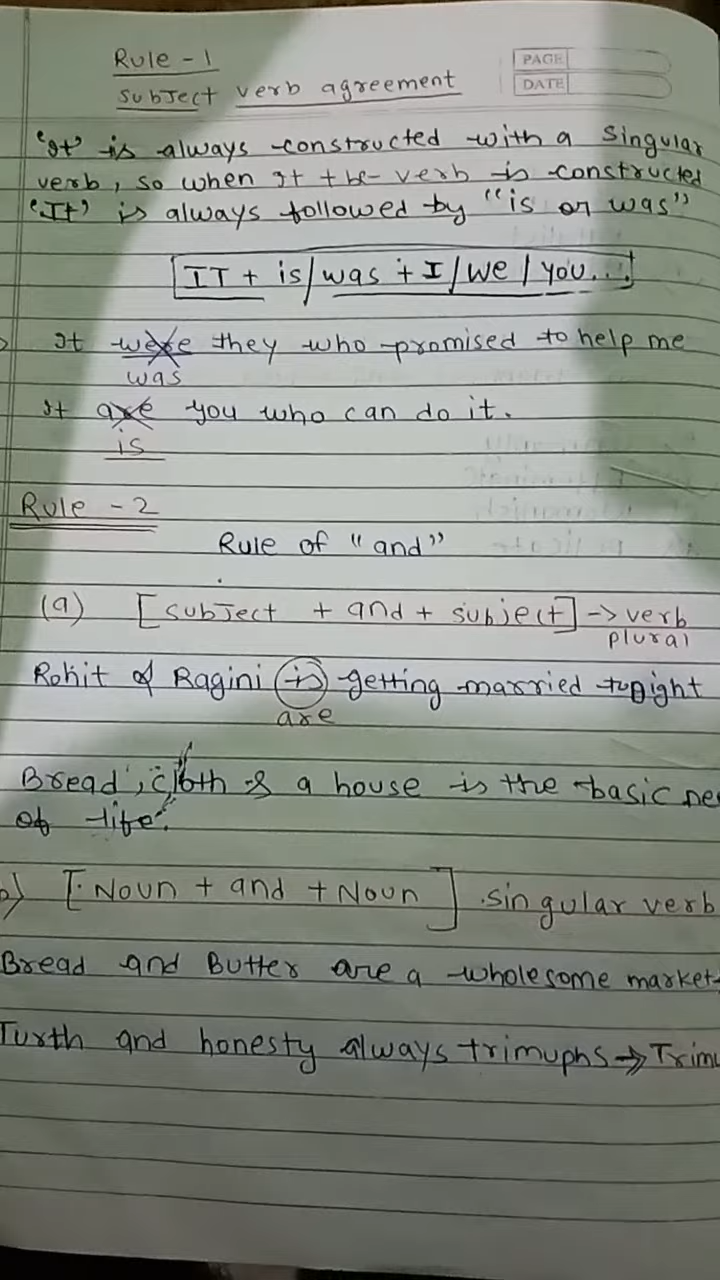 Rule - 1
PAGE
DATE
Subject verb agreement
'It' is always constructed with a singular
verb, so when It the verb is constructed
'It' is always followed by "is or was"
IT + is/was + I/we/you...
It were they who promised to help me
was
It are you who can do it.
is
Rule - 2
Rule of "and"
(a) [subject + and + subject] → verb
plural
Rohit & Ragini is getting married tonight
are
Bread, cloth & a house is the basic ne
of life.
) [Noun + and + Noun] singular verb
Bread and Butter are a wholesome market
Turth and honesty always trimuphs → Trimu